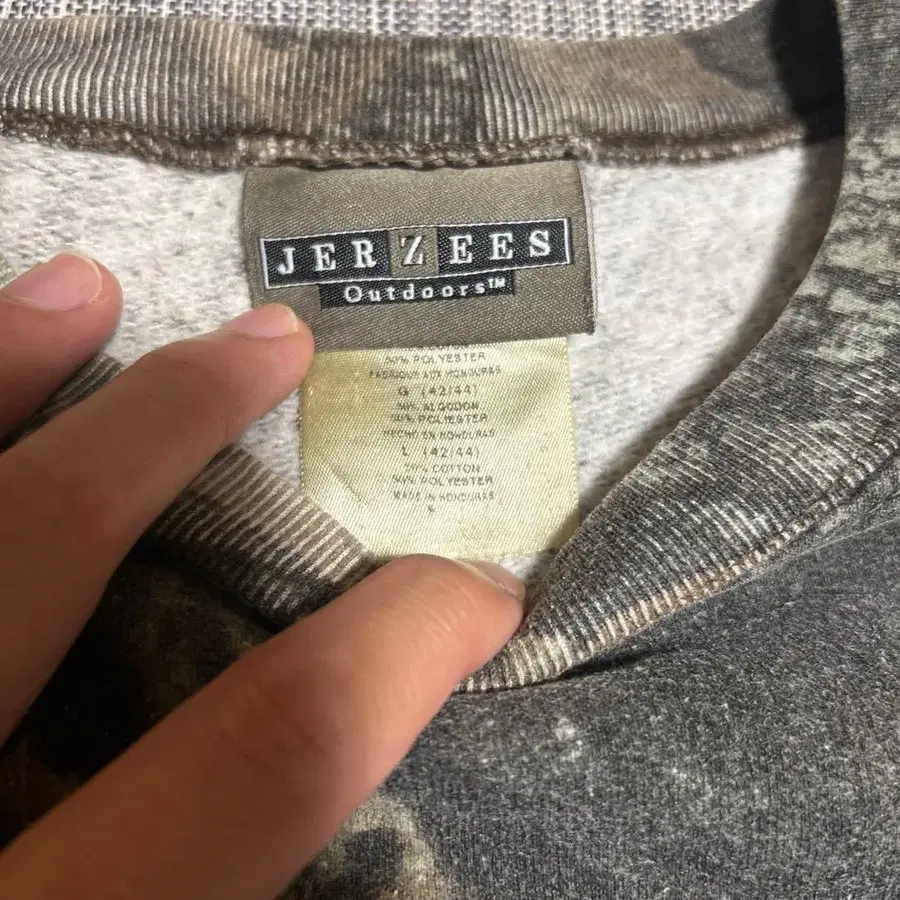 JERZEES
Outdoors™
COTTON
50% POLYESTER
FABRIQUE AUX HONDURAS
G (42/44)
50% ALGODON
50% POLIESTER
HECHO EN HONDURAS
L (42/44)
50% COTTON
50% POLYESTER
MADE IN HONDURAS